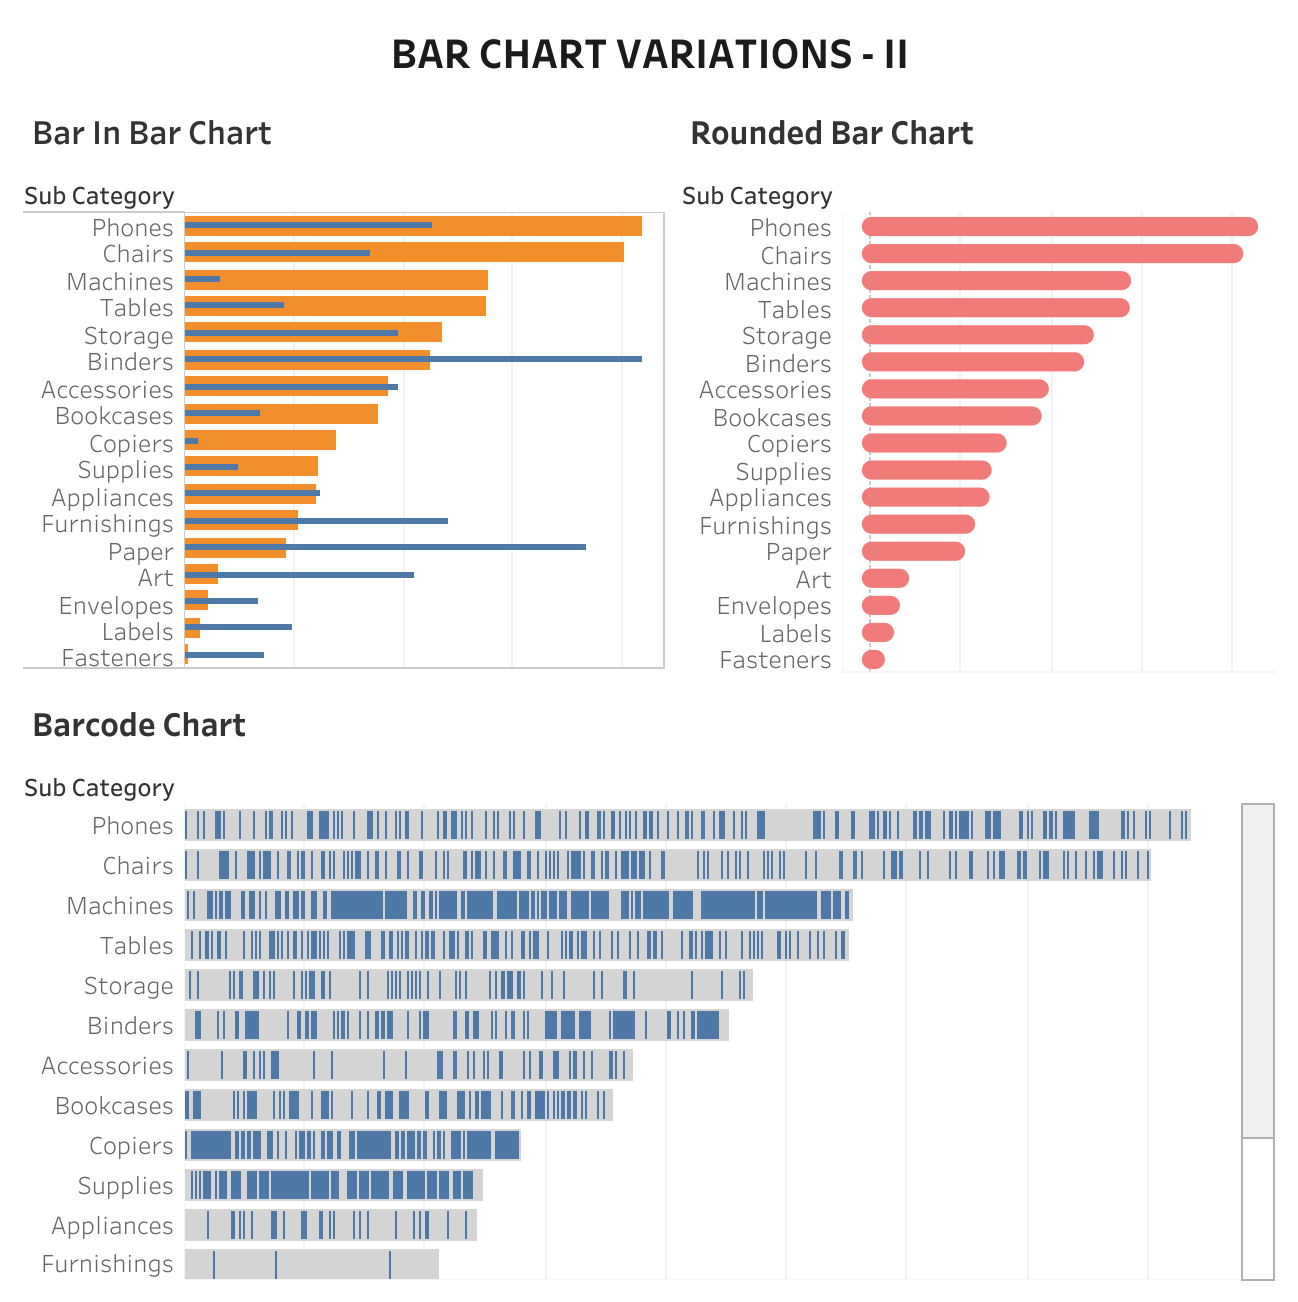 BAR CHART VARIATIONS - II
Bar In Bar Chart
Sub Category
Phones
Chairs
Machines
Tables
Storage
Binders
Accessories
Bookcases
Copiers
Supplies
Appliances
Furnishings
Paper
Art
Envelopes
Labels
Fasteners
Rounded Bar Chart
Sub Category
Phones
Chairs
Machines
Tables
Storage
Binders
Accessories
Bookcases
Copiers
Supplies
Appliances
Furnishings
Paper
Art
Envelopes
Labels
Fasteners
Barcode Chart
Sub Category
Phones
Chairs
Machines
Tables
Storage
Binders
Accessories
Bookcases
Copiers
Supplies
Appliances
Furnishings